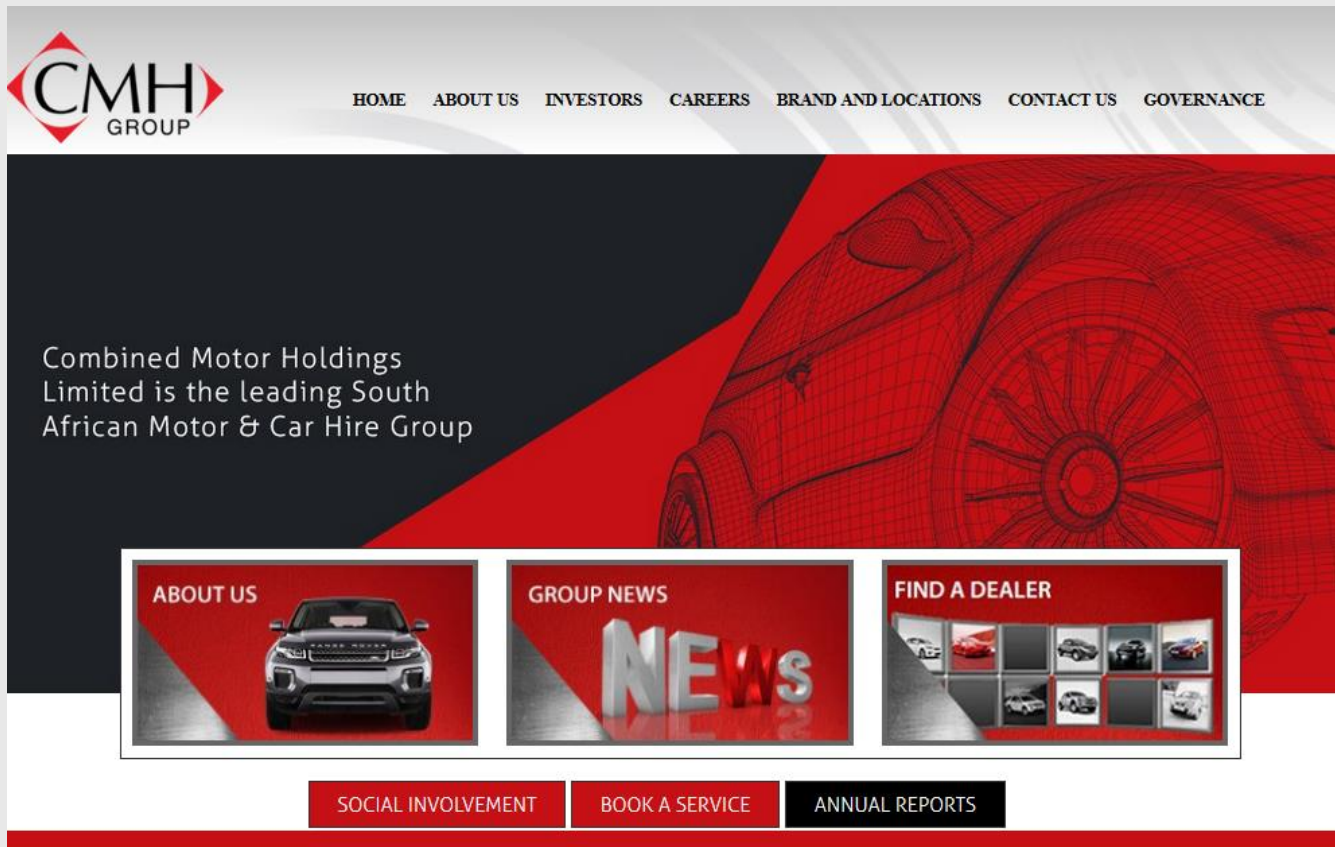 CMH
GROUP
HOME ABOUT US INVESTORS CAREERS BRAND AND LOCATIONS CONTACT US GOVERNANCE
Combined Motor Holdings
Limited is the leading South
African Motor & Car Hire Group
ABOUT US
RANGE ROVER
GROUP NEWS
NEWS
FIND A DEALER
SOCIAL INVOLVEMENT BOOK A SERVICE ANNUAL REPORTS